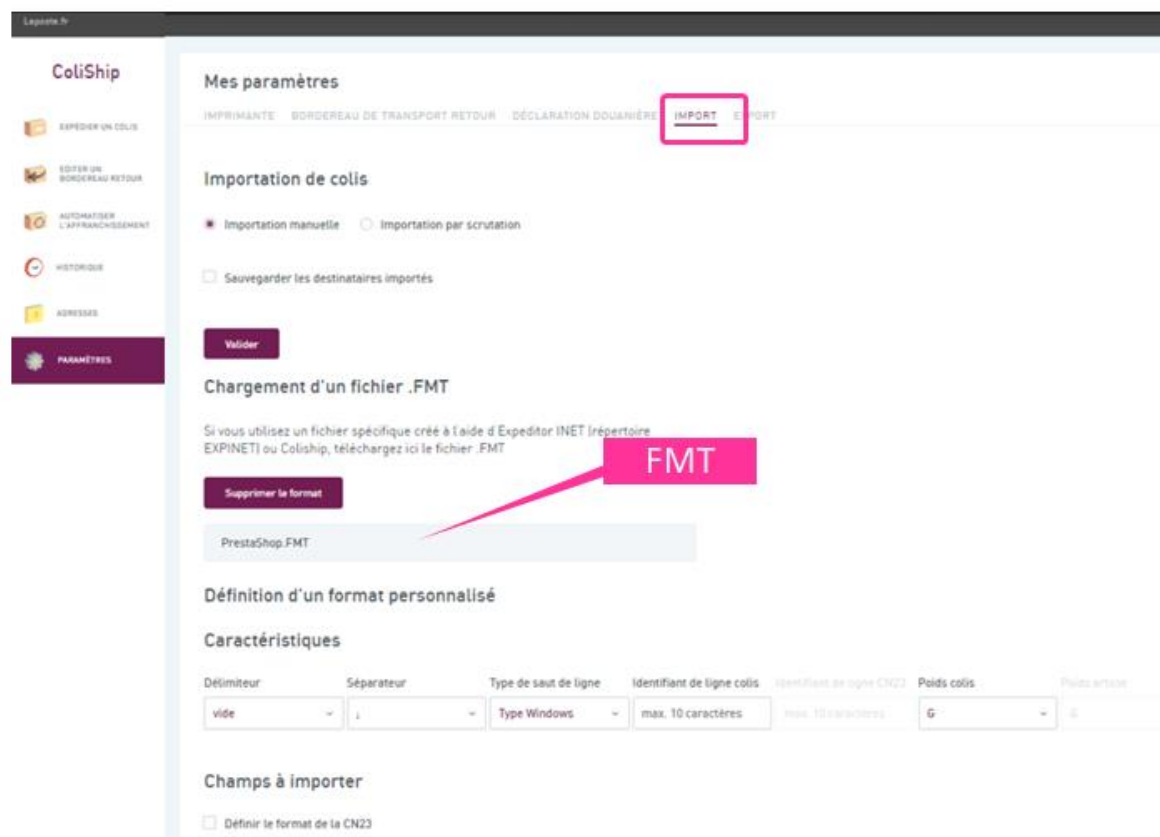 Laposte.fr
ColiShip
EXPÉDIER UN COLIS
EDITER UN
BORDEREAU RETOUR
AUTOMATISER
L'AFFRANCHISSEMENT
HISTORIQUE
ADRESSES
PARAMÈTRES
Mes paramètres
IMPRIMANTE BORDEREAU DE TRANSPORT RETOUR DÉCLARATION DOUANIÈRE IMPORT EXPORT
Importation de colis
Importation manuelle Importation par scrutation
Sauvegarder les destinataires importés
Valider
Chargement d'un fichier .FMT
Si vous utilisez un fichier spécifique créé à l'aide d'Expeditor INET (répertoire
EXPINET) ou Coliship, téléchargez ici le fichier .FMT
FMT
Supprimer le format
PrestaShop.FMT
Définition d'un format personnalisé
Caractéristiques
Délimiteur Séparateur Type de saut de ligne Identifiant de ligne colis Identifiant de ligne CN23 Poids colis Poids article
vide ; Type Windows max. 10 caractères max. 10 caractères G G
Champs à importer
Définir le format de la CN23